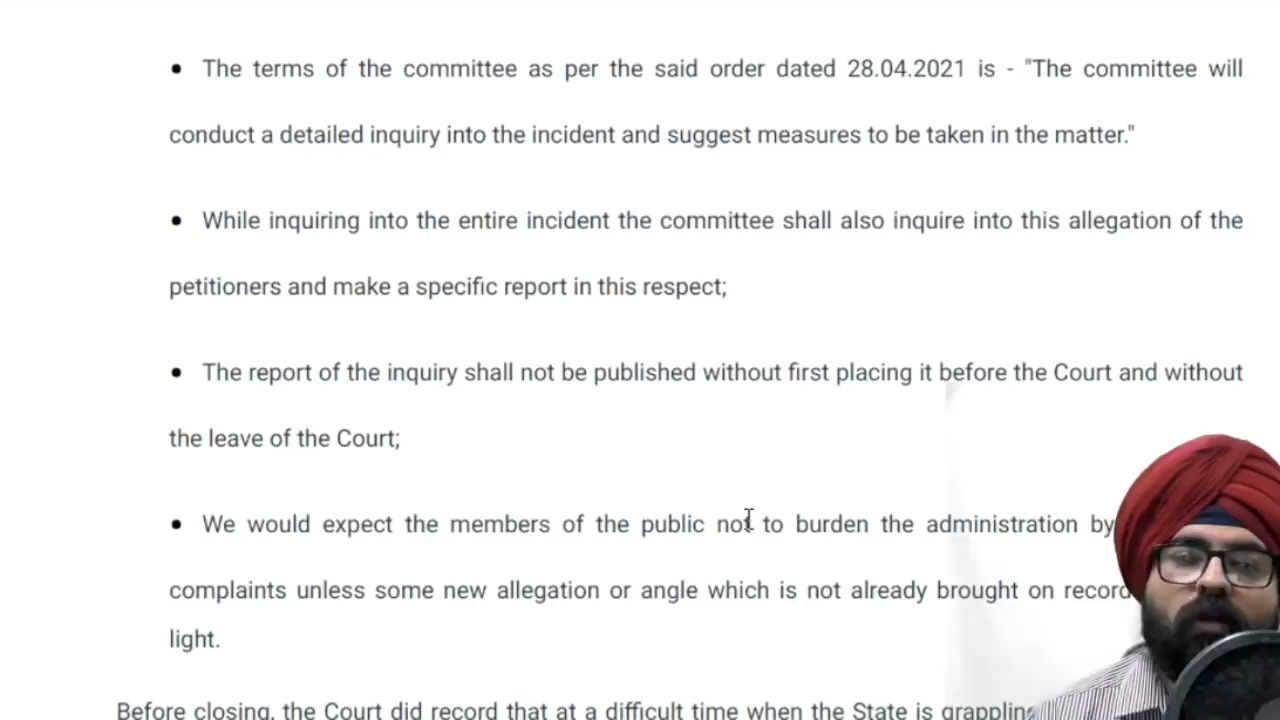 • The terms of the committee as per the said order dated 28.04.2021 is - "The committee will
conduct a detailed inquiry into the incident and suggest measures to be taken in the matter."
• While inquiring into the entire incident the committee shall also inquire into this allegation of the
petitioners and make a specific report in this respect;
• The report of the inquiry shall not be published without first placing it before the Court and without
the leave of the Court;
• We would expect the members of the public not to burden the administration by
complaints unless some new allegation or angle which is not already brought on record
light.
Before closing, the Court did record that at a difficult time when the State is grappling